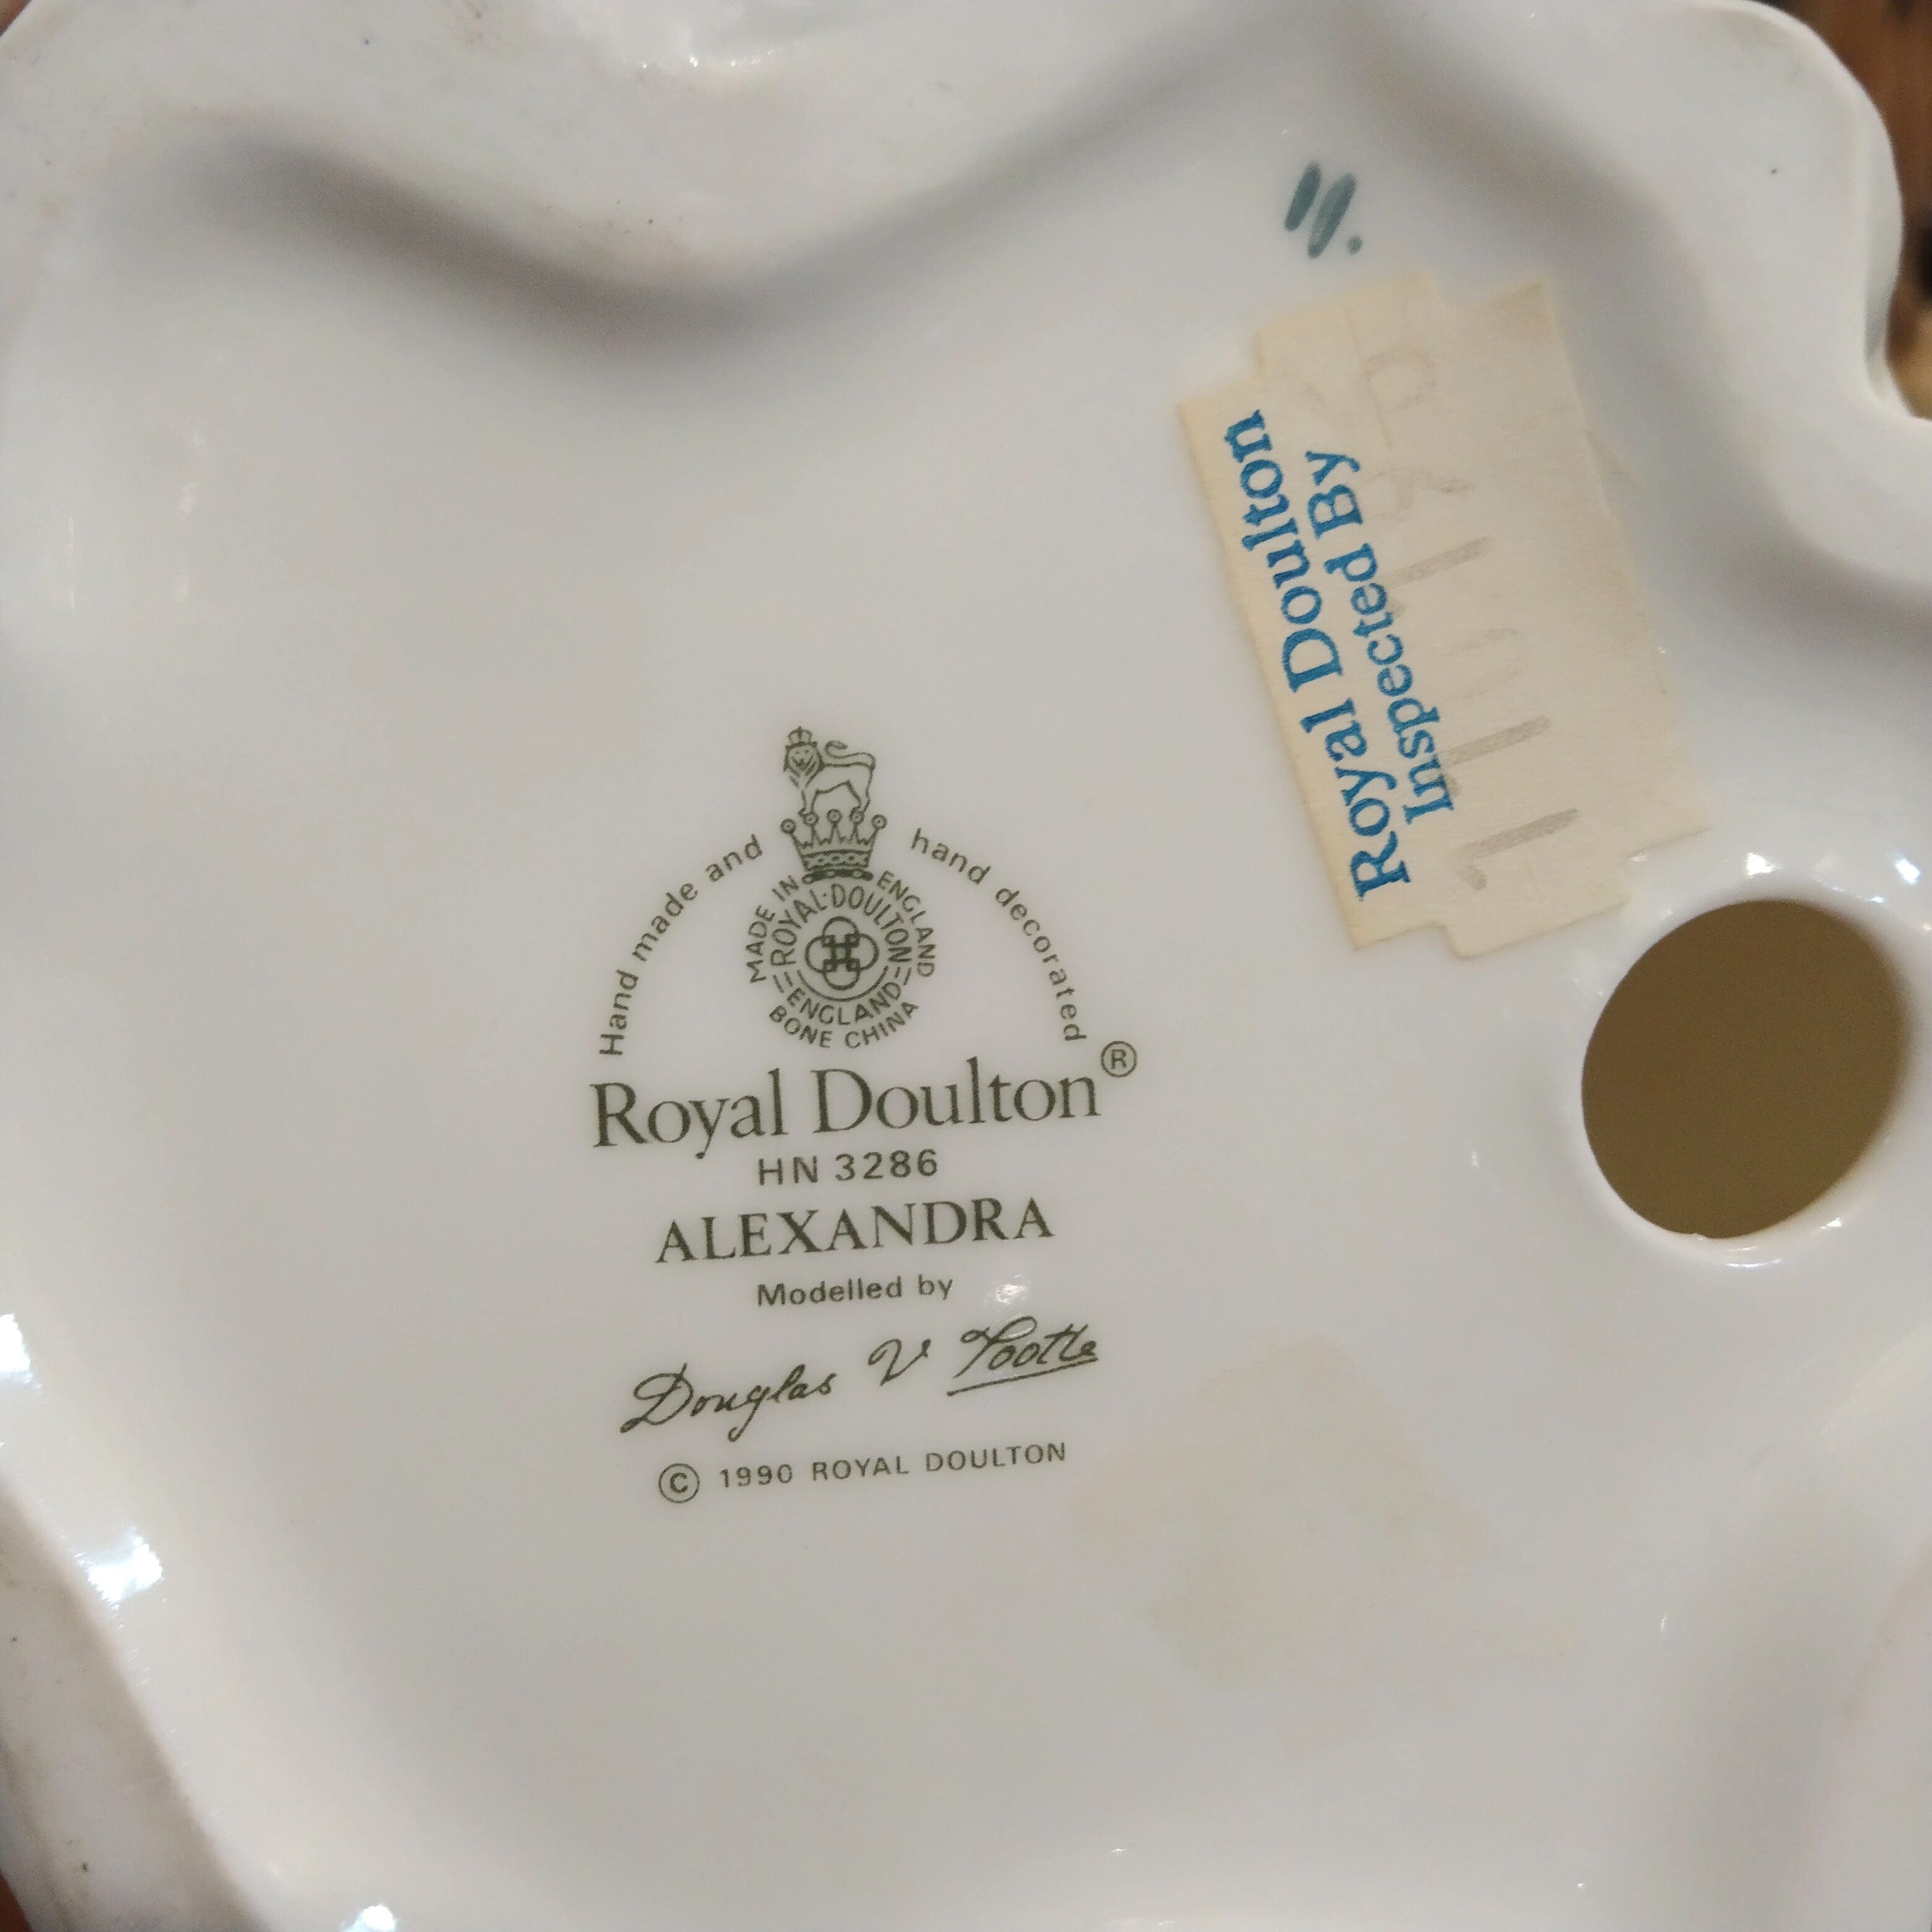 Hand made and hand decorated
MADE IN ENGLAND
ROYAL·DOULTON
ENGLAND
BONE CHINA
Royal Doulton®
HN 3286
ALEXANDRA
Modelled by
Douglas V Tootle
© 1990 ROYAL DOULTON
Royal Doulton
Inspected By